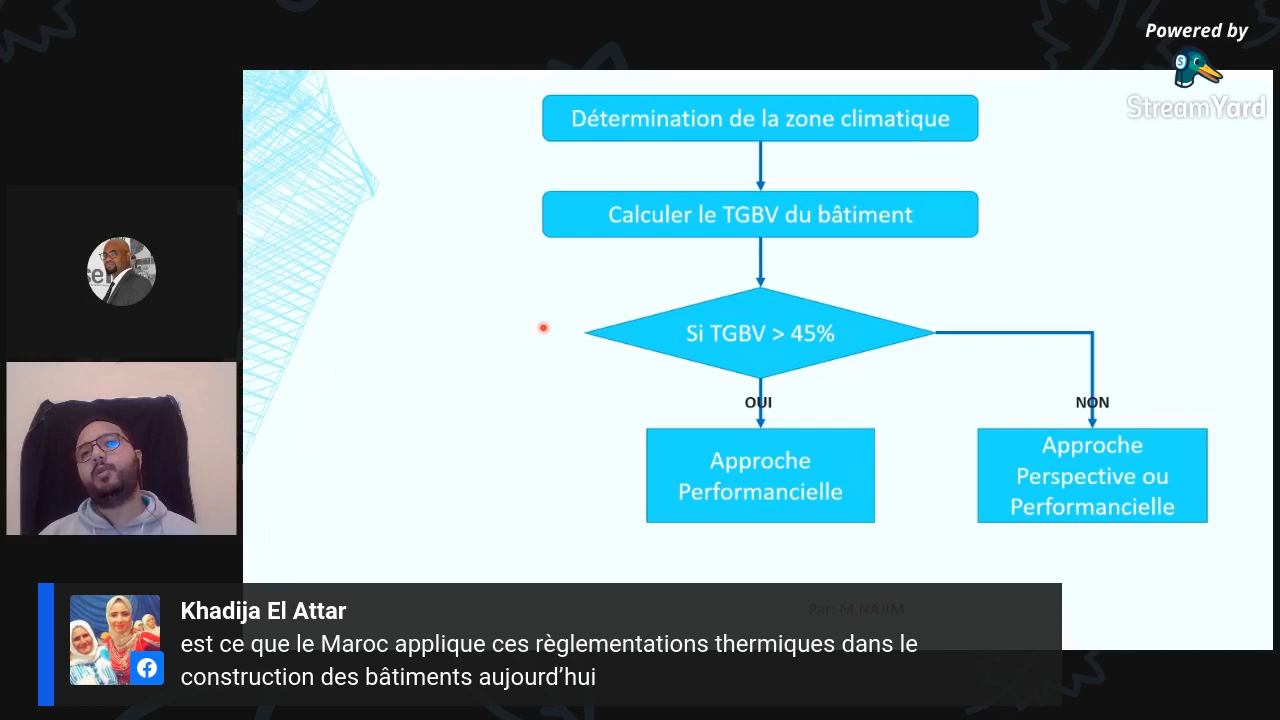 Powered by
StreamYard
Détermination de la zone climatique
Calculer le TGBV du bâtiment
Si TGBV > 45%
OUI
NON
Approche
Performancielle
Approche
Perspective ou
Performancielle
Par: M.NAJIM
Khadija El Attar
est ce que le Maroc applique ces règlementations thermiques dans le
construction des bâtiments aujourd’hui